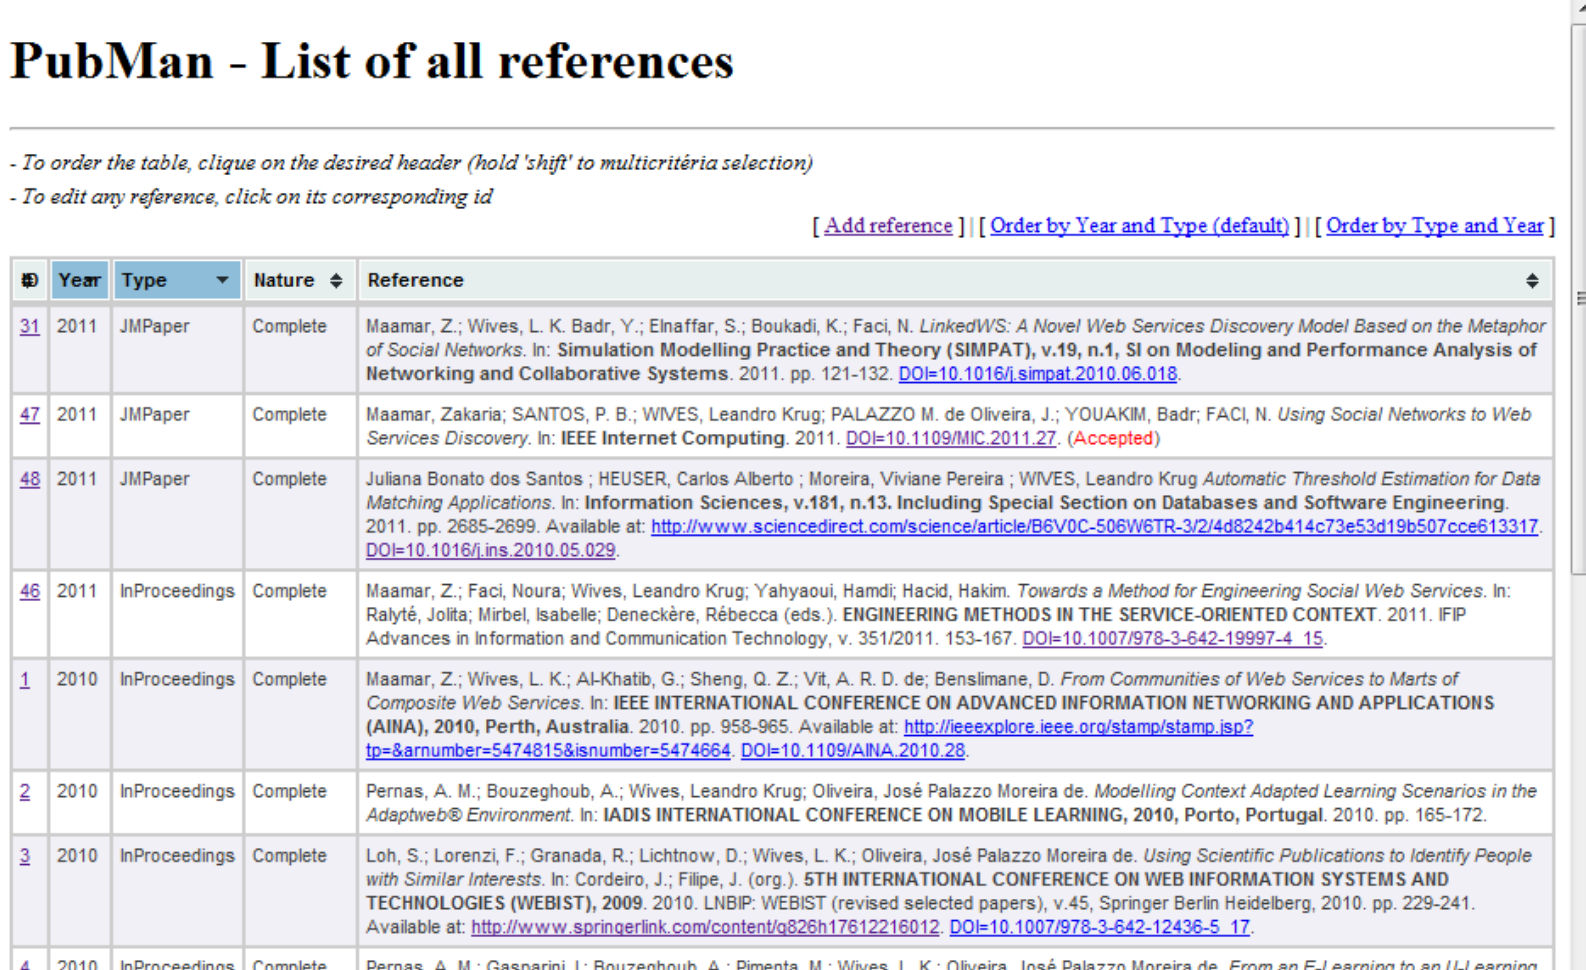 PubMan - List of all references
- To order the table, clique on the desired header (hold 'shift' to multicritéria selection)
- To edit any reference, click on its corresponding id
[ Add reference ] | [ Order by Year and Type (default) ] | [ Order by Type and Year ]
Year Type Nature Reference
31 2011 JMPaper Complete Maamar, Z.; Wives, L. K. Badr, Y.; Elnaffar, S.; Boukadi, K.; Faci, N. LinkedWS: A Novel Web Services Discovery Model Based on the Metaphor
of Social Networks. In: Simulation Modelling Practice and Theory (SIMPAT), v.19, n.1, SI on Modeling and Performance Analysis of
Networking and Collaborative Systems. 2011. pp. 121-132. DOI=10.1016/j.simpat.2010.06.018.
47 2011 JMPaper Complete Maamar, Zakaria; SANTOS, P. B.; WIVES, Leandro Krug; PALAZZO M. de Oliveira, J.; YOUAKIM, Badr; FACI, N. Using Social Networks to Web
Services Discovery. In: IEEE Internet Computing. 2011. DOI=10.1109/MIC.2011.27. (Accepted)
48 2011 JMPaper Complete Juliana Bonato dos Santos ; HEUSER, Carlos Alberto ; Moreira, Viviane Pereira ; WIVES, Leandro Krug Automatic Threshold Estimation for Data
Matching Applications. In: Information Sciences, v.181, n.13. Including Special Section on Databases and Software Engineering.
2011. pp. 2685-2699. Available at: http://www.sciencedirect.com/science/article/B6V0C-506W6TR-3/2/4d8242b414c73e53d19b507cce613317.
DOI=10.1016/j.ins.2010.05.029.
46 2011 InProceedings Complete Maamar, Z.; Faci, Noura; Wives, Leandro Krug; Yahyaoui, Hamdi; Hacid, Hakim. Towards a Method for Engineering Social Web Services. In:
Ralyté, Jolita; Mirbel, Isabelle; Deneckère, Rébecca (eds.). ENGINEERING METHODS IN THE SERVICE-ORIENTED CONTEXT. 2011. IFIP
Advances in Information and Communication Technology, v. 351/2011. 153-167. DOI=10.1007/978-3-642-19997-4_15.
1 2010 InProceedings Complete Maamar, Z.; Wives, L. K.; Al-Khatib, G.; Sheng, Q. Z.; Vit, A. R. D. de; Benslimane, D. From Communities of Web Services to Marts of
Composite Web Services. In: IEEE INTERNATIONAL CONFERENCE ON ADVANCED INFORMATION NETWORKING AND APPLICATIONS
(AINA), 2010, Perth, Australia. 2010. pp. 958-965. Available at: http://ieeexplore.ieee.org/stamp/stamp.jsp?
tp=&arnumber=5474815&isnumber=5474664. DOI=10.1109/AINA.2010.28.
2 2010 InProceedings Complete Pernas, A. M.; Bouzeghoub, A.; Wives, Leandro Krug; Oliveira, José Palazzo Moreira de. Modelling Context Adapted Learning Scenarios in the
Adaptweb® Environment. In: IADIS INTERNATIONAL CONFERENCE ON MOBILE LEARNING, 2010, Porto, Portugal. 2010. pp. 165-172.
3 2010 InProceedings Complete Loh, S.; Lorenzi, F.; Granada, R.; Lichtnow, D.; Wives, L. K.; Oliveira, José Palazzo Moreira de. Using Scientific Publications to Identify People
with Similar Interests. In: Cordeiro, J.; Filipe, J. (org.). 5TH INTERNATIONAL CONFERENCE ON WEB INFORMATION SYSTEMS AND
TECHNOLOGIES (WEBIST), 2009. 2010. LNBIP: WEBIST (revised selected papers), v.45, Springer Berlin Heidelberg, 2010. pp. 229-241.
Available at: http://www.springerlink.com/content/q826h17612216012. DOI=10.1007/978-3-642-12436-5_17.
4 2010 InProceedings Complete Pernas, A. M.; Gasparini, I.; Bouzeghoub, A.; Pimenta, M.; Wives, L. K.; Oliveira, José Palazzo Moreira de. From an E-Learning to an U-Learning